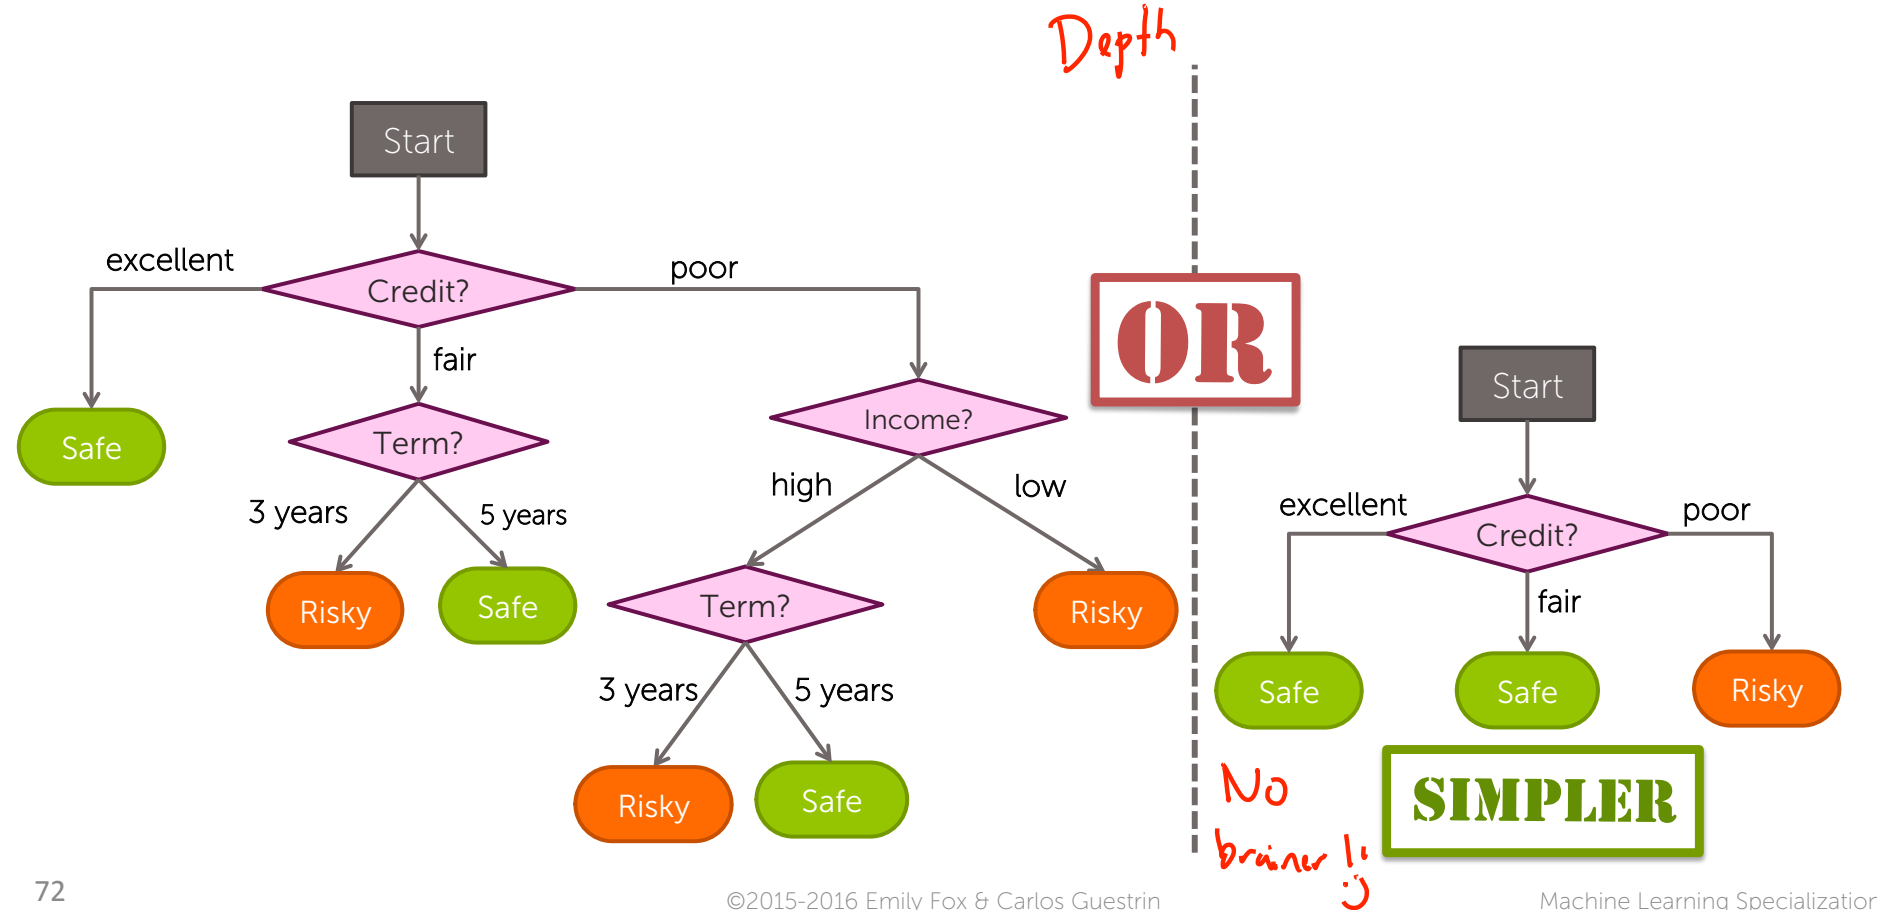 Depth
Start
excellent
Credit?
poor
fair
Safe
Term?
Income?
3 years
5 years
high
low
Risky
Safe
Term?
Risky
3 years
5 years
Risky
Safe
OR
Start
excellent
Credit?
poor
fair
Safe
Safe
Risky
No
brainer !!
SIMPLER
72
©2015-2016 Emily Fox & Carlos Guestrin
Machine Learning Specialization